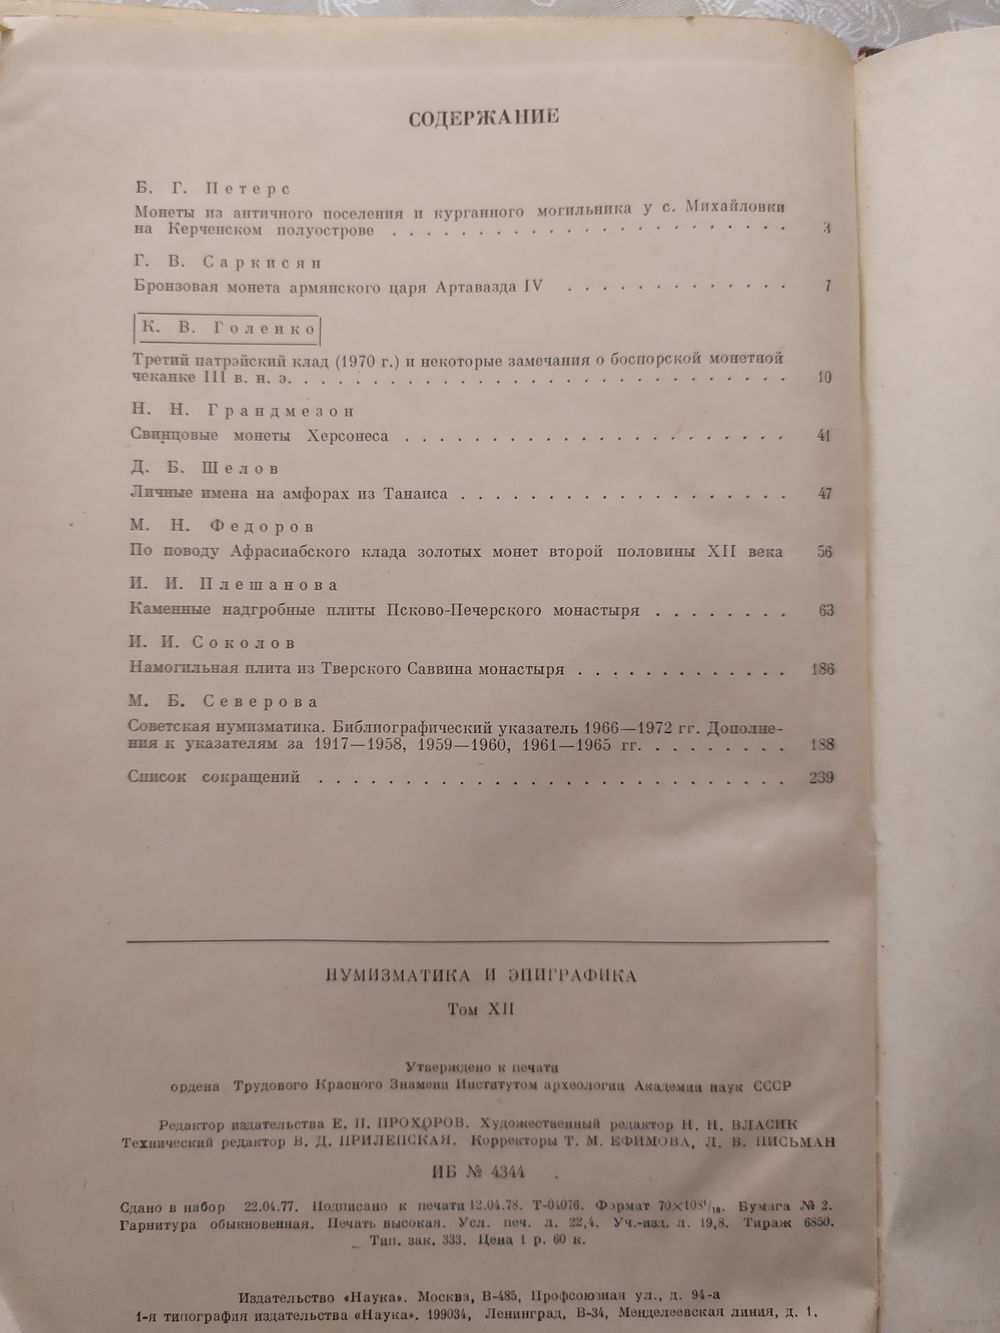 СОДЕРЖАНИЕ
Б. Г. Петерс
Монеты из античного поселения и курганного могильника у с. Михайловки
на Керченском полуострове . . . . . . . . . . . . . . . . . . . . . . . 3
Г. В. Саркисян
Бронзовая монета армянского царя Артавазда IV . . . . . . . . . . . . . 7
К. В. Голенко
Третий патрэйский клад (1970 г.) и некоторые замечания о боспорской монетной
чеканке III в. н. э. . . . . . . . . . . . . . . . . . . . . . . . . . . 10
Н. Н. Грандмезон
Свинцовые монеты Херсонеса . . . . . . . . . . . . . . . . . . . . . . 41
Д. Б. Шелов
Личные имена на амфорах из Танаиса . . . . . . . . . . . . . . . . . . . 47
М. Н. Федоров
По поводу Афрасиабского клада золотых монет второй половины XII века 56
И. И. Плешанова
Каменные надгробные плиты Псково-Печерского монастыря . . . . . . . . 63
И. И. Соколов
Намогильная плита из Тверского Саввина монастыря . . . . . . . . . . . . 186
М. Б. Северова
Советская нумизматика. Библиографический указатель 1966—1972 гг. Дополне-
ния к указателям за 1917—1958, 1959—1960, 1961—1965 гг. . . . . . . . . 188
Список сокращений . . . . . . . . . . . . . . . . . . . . . . . . . . . 239
НУМИЗМАТИКА И ЭПИГРАФИКА
Том XII
Утверждено к печати
ордена Трудового Красного Знамени Институтом археологии Академии наук СССР
Редактор издательства Е. П. ПРОХОРОВ. Художественный редактор Н. Н. ВЛАСИК
Технический редактор В. Д. ПРИЛЕПСКАЯ. Корректоры Т. М. ЕФИМОВА, Л. В. ПИСЬМАН
ИБ № 4344
Сдано в набор 22.04.77. Подписано к печати 12.04.78. Т-04076. Формат 70×108¹/₁₆. Бумага № 2.
Гарнитура обыкновенная. Печать высокая. Усл. печ. л. 22,4. Уч.-изд. л. 19,8. Тираж 6850.
Тип. зак. 333. Цена 1 р. 60 к.
Издательство «Наука». Москва, В-485, Профсоюзная ул., д. 94-а
1-я типография издательства «Наука». 199034, Ленинград, В-34, Менделеевская линия, д. 1.
www.ay.by